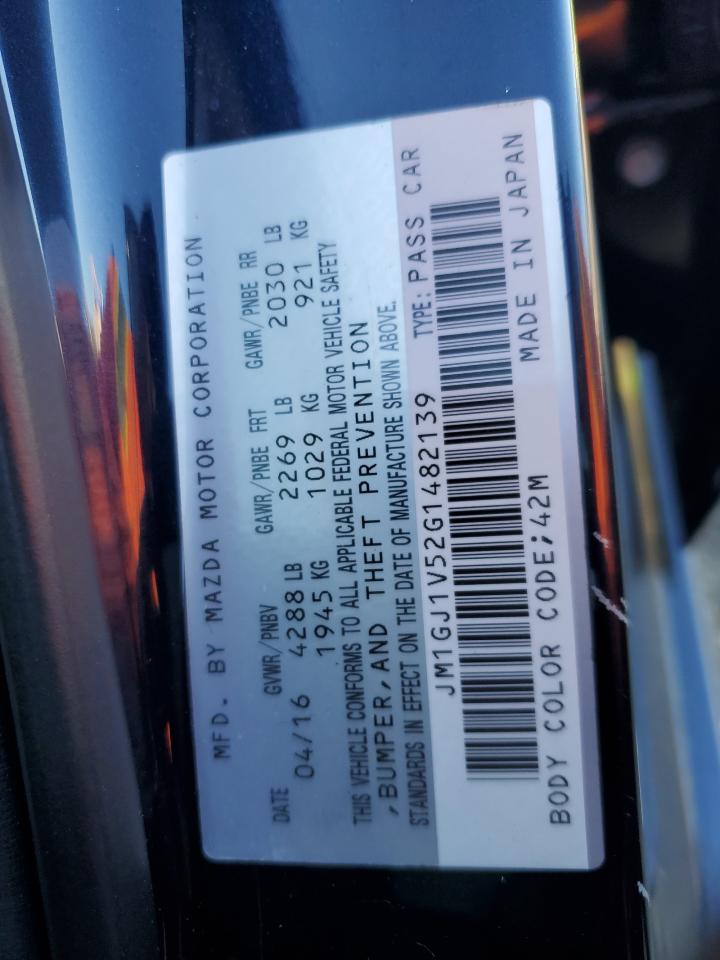 MFD. BY MAZDA MOTOR CORPORATION
DATE GVWR/PNBV GAWR/PNBE FRT GAWR/PNBE RR
04/16 4288 LB 2269 LB 2030 LB
1945 KG 1029 KG 921 KG
THIS VEHICLE CONFORMS TO ALL APPLICABLE FEDERAL MOTOR VEHICLE SAFETY
,BUMPER,AND THEFT PREVENTION
STANDARDS IN EFFECT ON THE DATE OF MANUFACTURE SHOWN ABOVE.
JM1GJ1V52G1482139 TYPE: PASS CAR
BODY COLOR CODE;42M MADE IN JAPAN